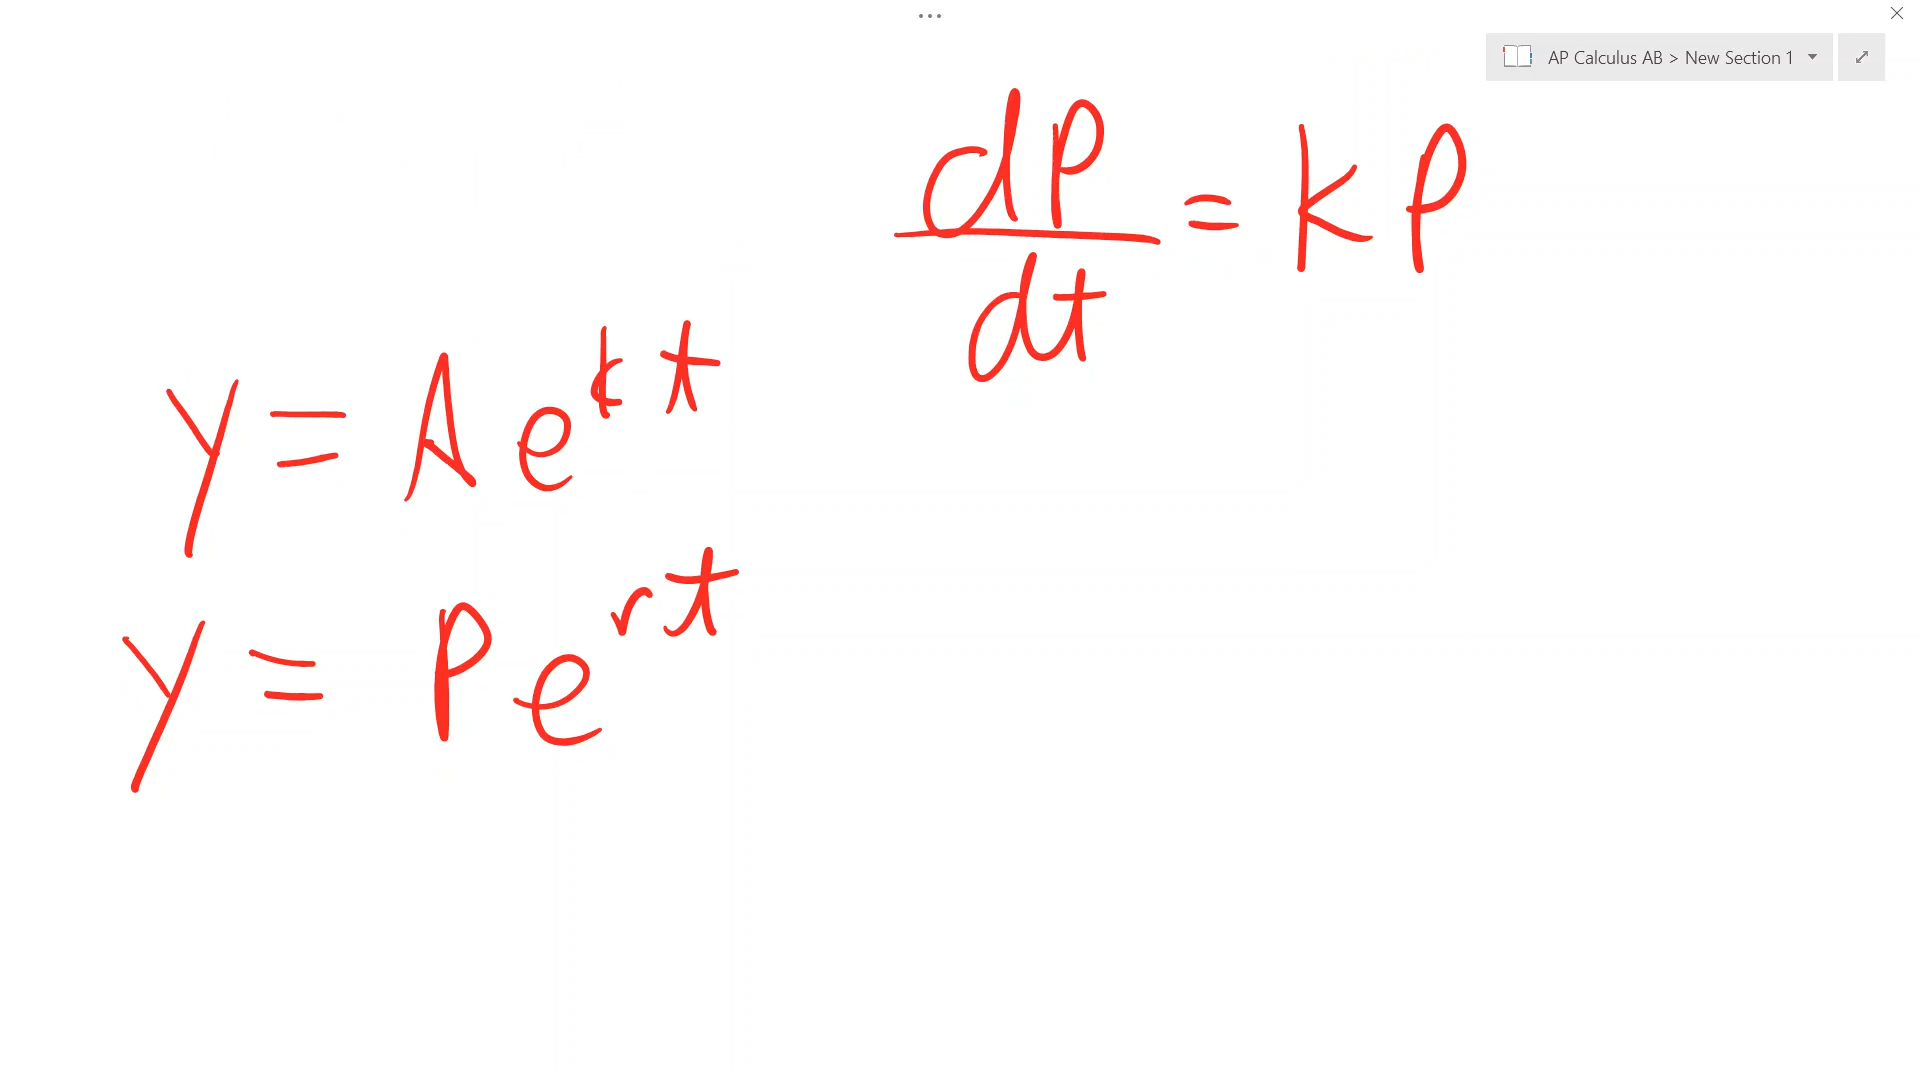 ...
AP Calculus AB > New Section 1
dP/dt = kP
y = Ae^{kt}
y = Pe^{rt}